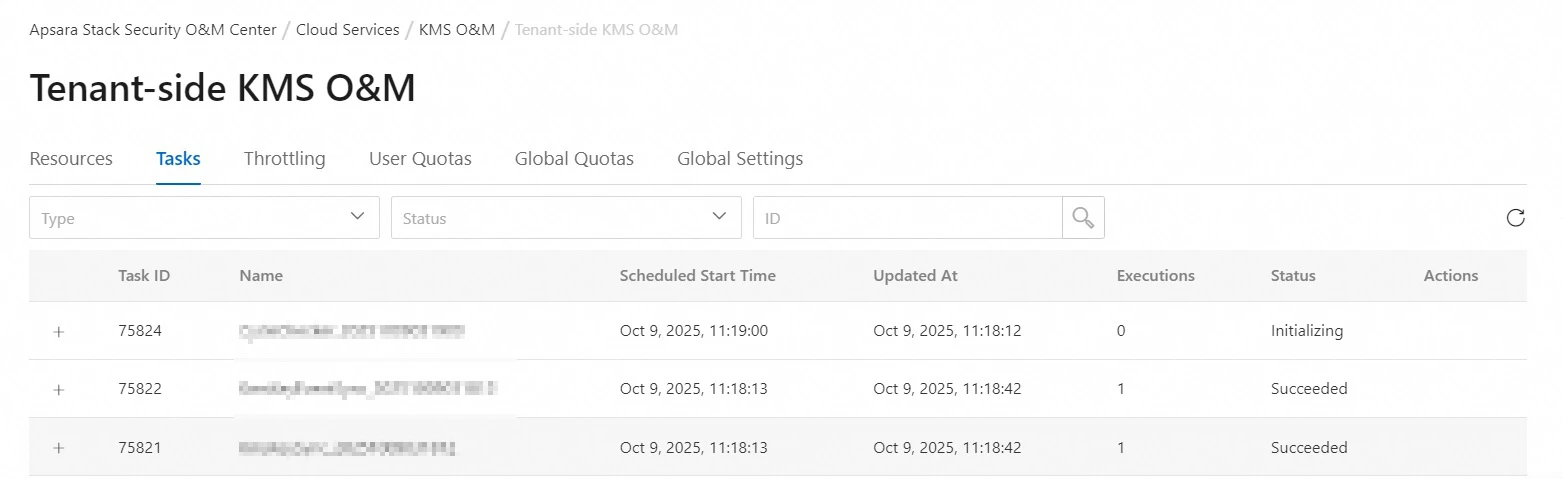 Apsara Stack Security O&M Center / Cloud Services / KMS O&M / Tenant-side KMS O&M
Tenant-side KMS O&M
Resources Tasks Throttling User Quotas Global Quotas Global Settings
Type Status ID
Task ID Name Scheduled Start Time Updated At Executions Status Actions
+ 75824 Oct 9, 2025, 11:19:00 Oct 9, 2025, 11:18:12 0 Initializing
+ 75822 Oct 9, 2025, 11:18:13 Oct 9, 2025, 11:18:42 1 Succeeded
+ 75821 Oct 9, 2025, 11:18:13 Oct 9, 2025, 11:18:42 1 Succeeded